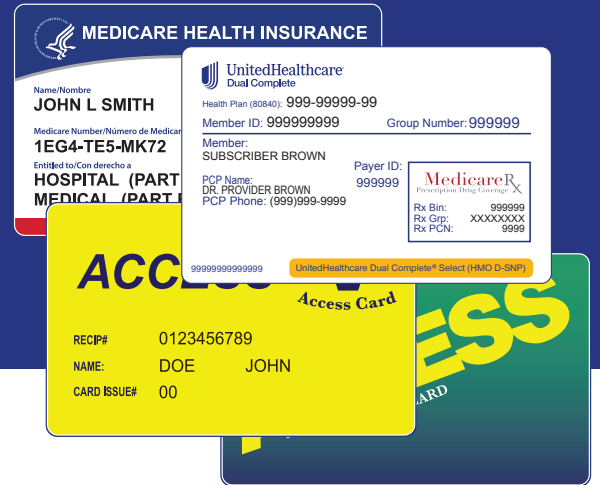 MEDICARE HEALTH INSURANCE
Name/Nombre
JOHN L SMITH
Medicare Number/Número de Medicar
1EG4-TE5-MK72
Entitled to/Con derecho a
HOSPITAL (PART
MEDICAL (PART
UnitedHealthcare®
Dual Complete
Health Plan (80840): 999-99999-99
Member ID: 999999999 Group Number: 999999
Member:
SUBSCRIBER BROWN
PCP Name:
DR. PROVIDER BROWN
PCP Phone: (999)999-9999
Payer ID:
999999
MedicareRx
Prescription Drug Coverage
Rx Bin: 999999
Rx Grp: XXXXXXXX
Rx PCN: 9999
99999999999999 UnitedHealthcare Dual Complete® Select (HMO D-SNP)
ACCESS
Access Card
RECIP# 0123456789
NAME: DOE JOHN
CARD ISSUE# 00
ESS
ARD